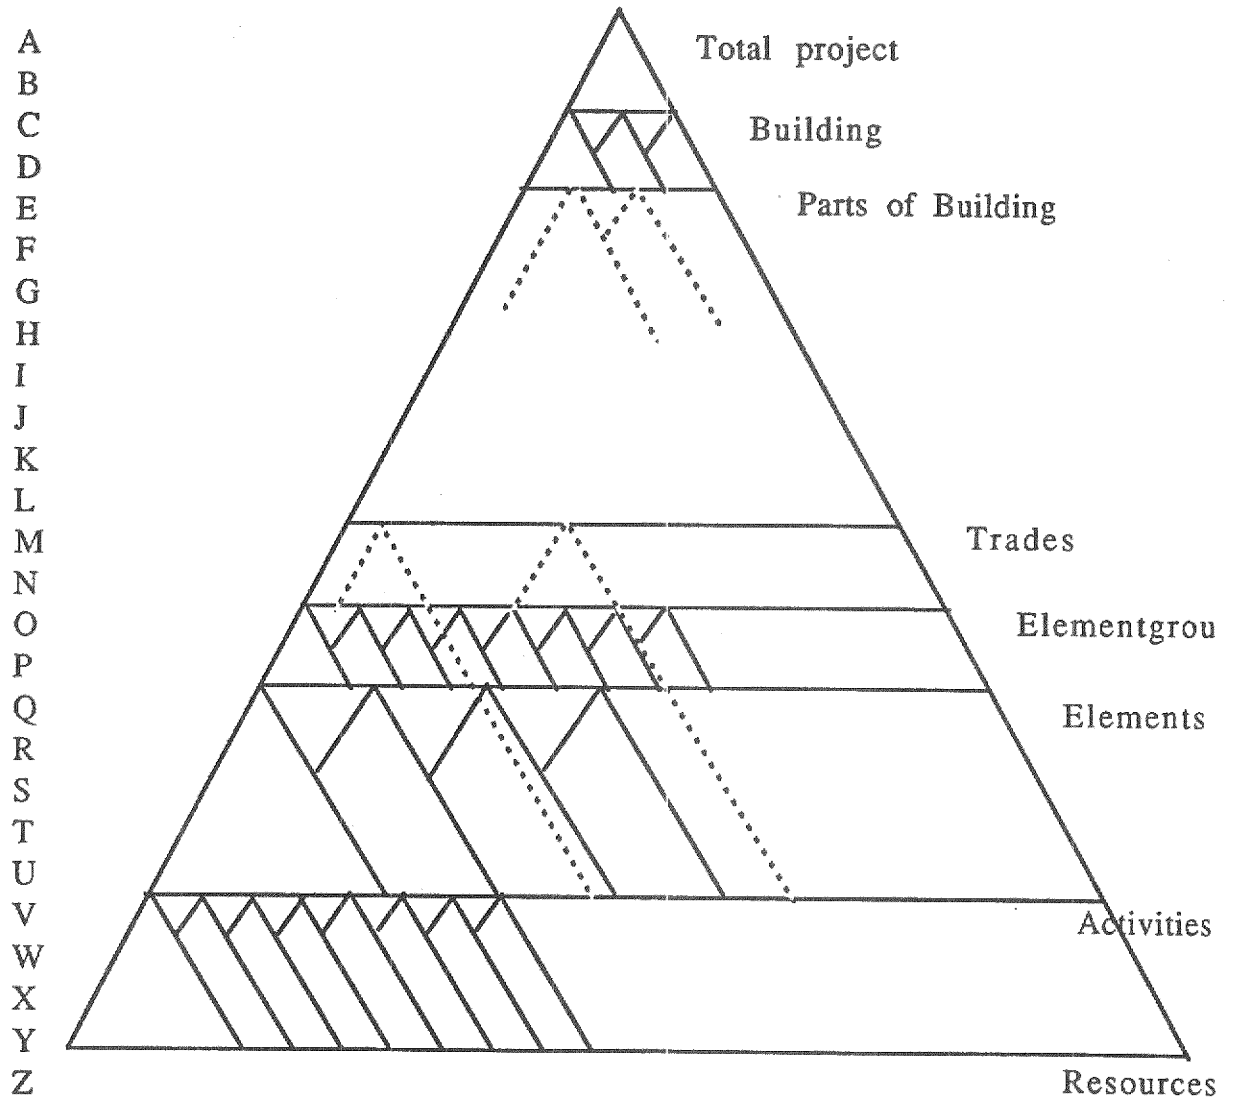 A
Total project
B
C
Building
D
E
Parts of Building
F
G
H
I
J
K
L
M
Trades
N
O
Elementgrou
P
Q
Elements
R
S
T
U
V
Activities
W
X
Y
Z
Resources